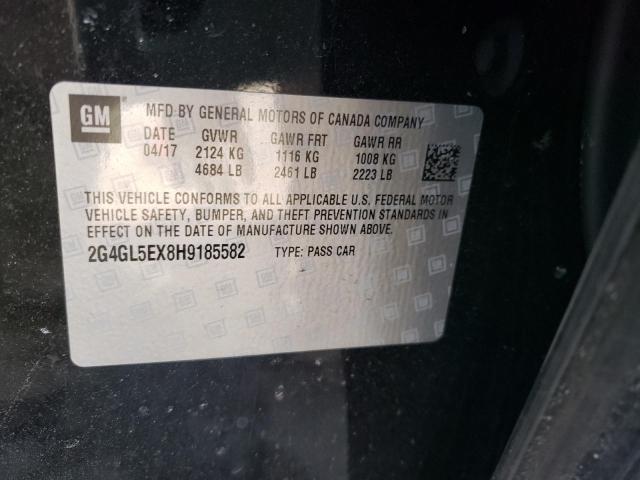 GM
MFD BY GENERAL MOTORS OF CANADA COMPANY
DATE GVWR GAWR FRT GAWR RR
04/17 2124 KG 1116 KG 1008 KG
4684 LB 2461 LB 2223 LB
THIS VEHICLE CONFORMS TO ALL APPLICABLE U.S. FEDERAL MOTOR
VEHICLE SAFETY, BUMPER, AND THEFT PREVENTION STANDARDS IN
EFFECT ON THE DATE OF MANUFACTURE SHOWN ABOVE.
2G4GL5EX8H9185582 TYPE: PASS CAR